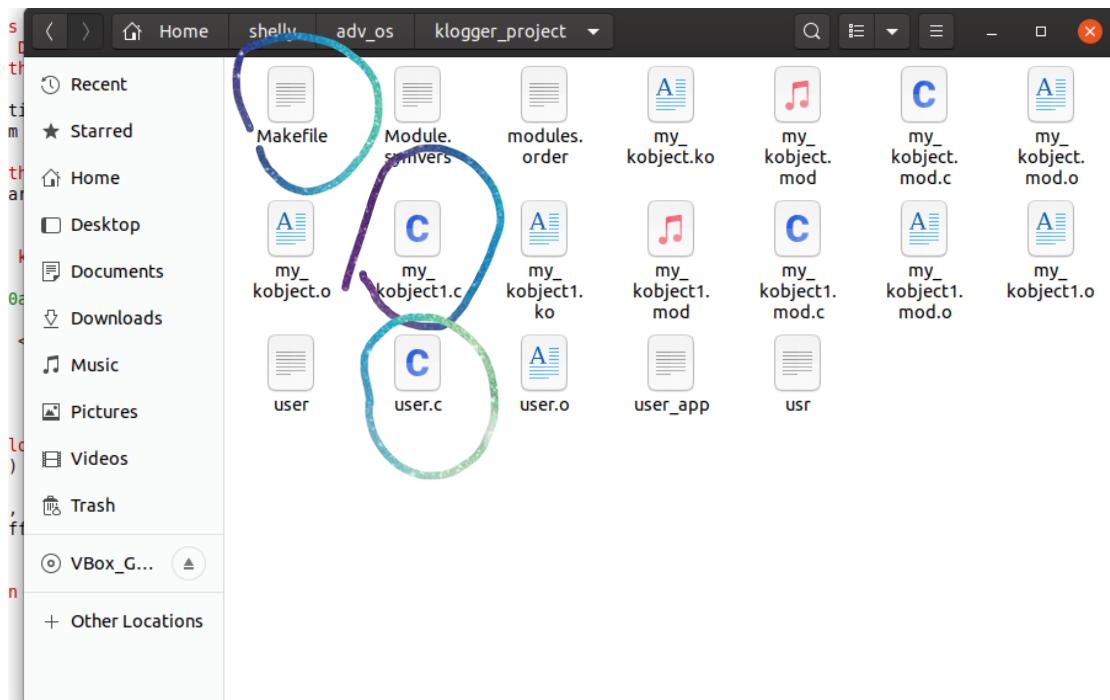 Home shelly adv_os klogger_project
Recent
Starred
Home
Desktop
Documents
Downloads
Music
Pictures
Videos
Trash
VBox_G...
Other Locations
Makefile
Module.
symvers
modules.
order
my_
kobject.ko
my_
kobject.
mod
my_
kobject.
mod.c
my_
kobject.
mod.o
my_
kobject.o
my_
kobject1.c
my_
kobject1.
ko
my_
kobject1.
mod
my_
kobject1.
mod.c
my_
kobject1.
mod.o
my_
kobject1.o
user
user.c
user.o
user_app
usr